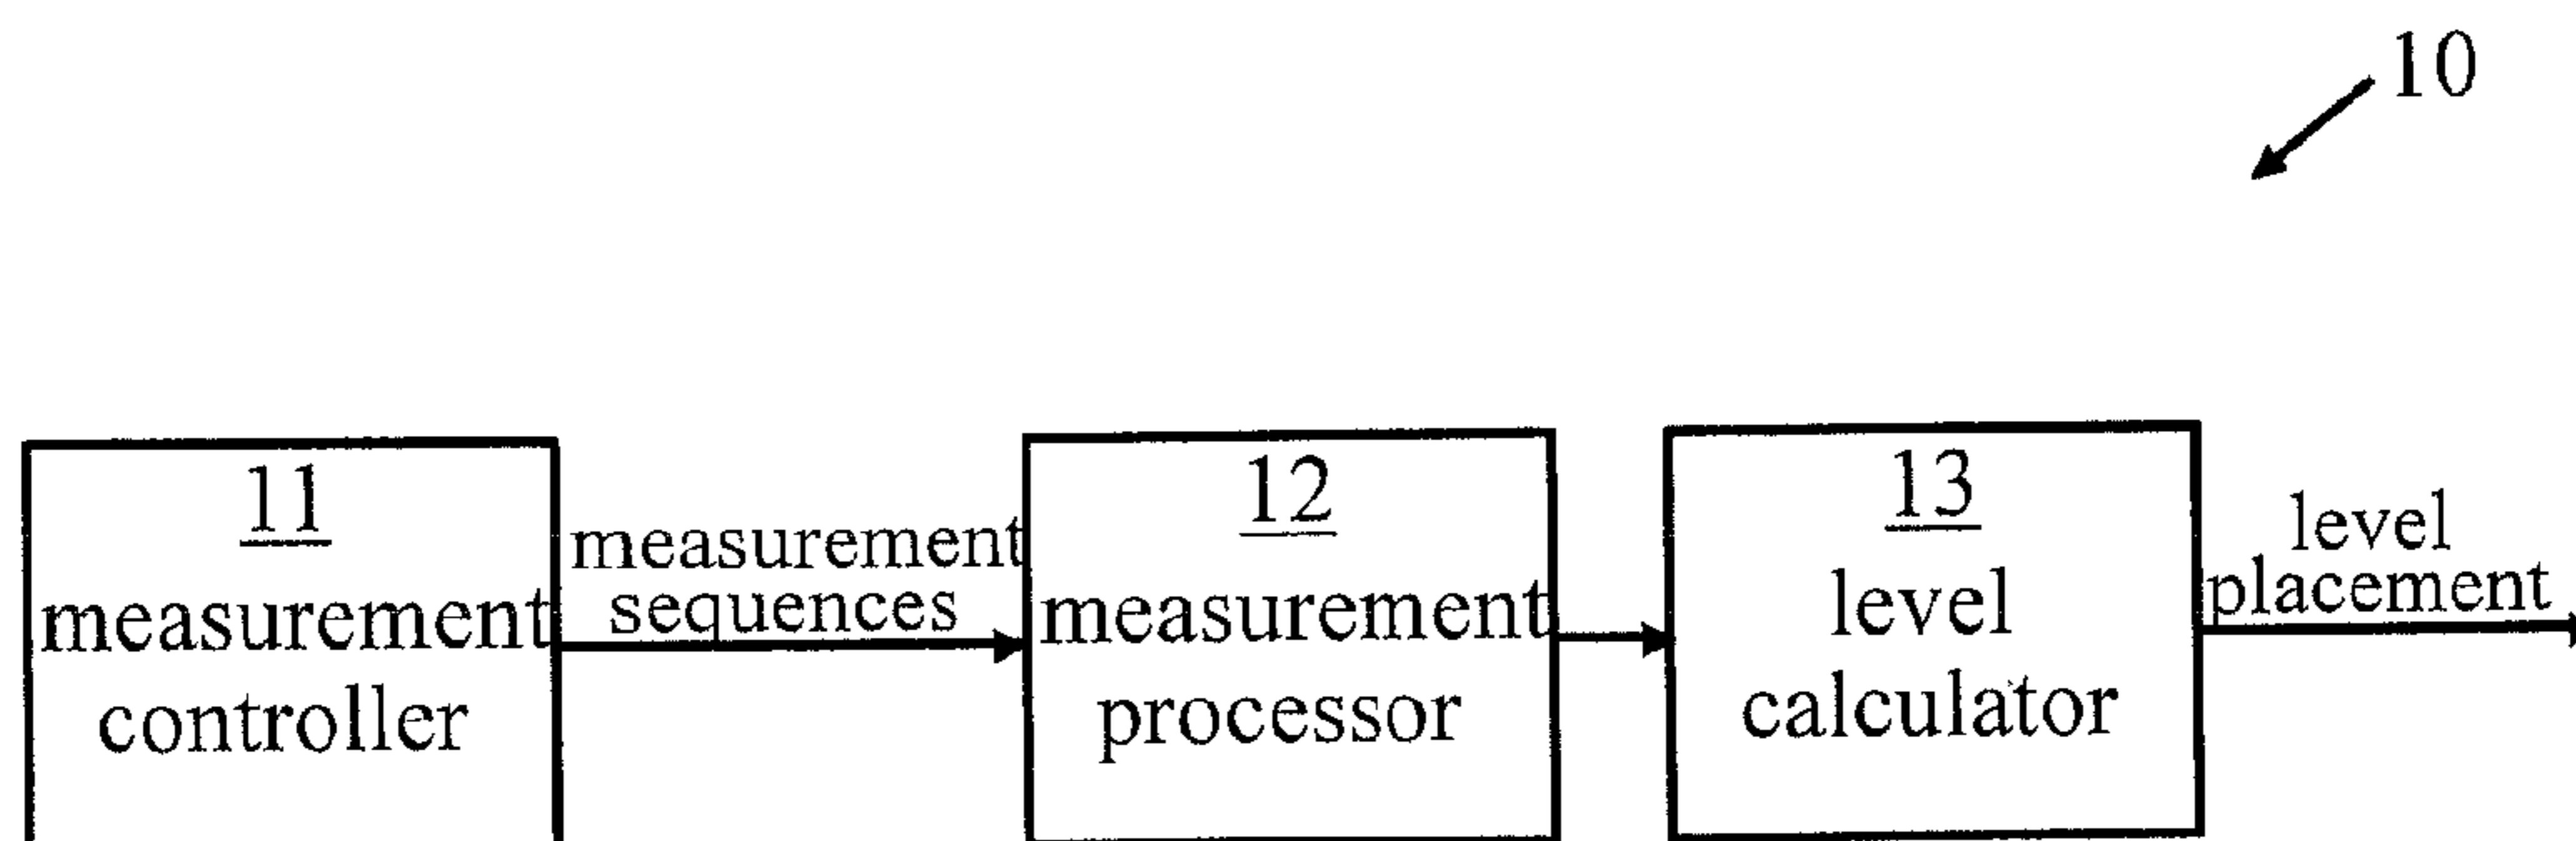 10
11
measurement
controller
measurement
sequences
12
measurement
processor
13
level
calculator
level
placement